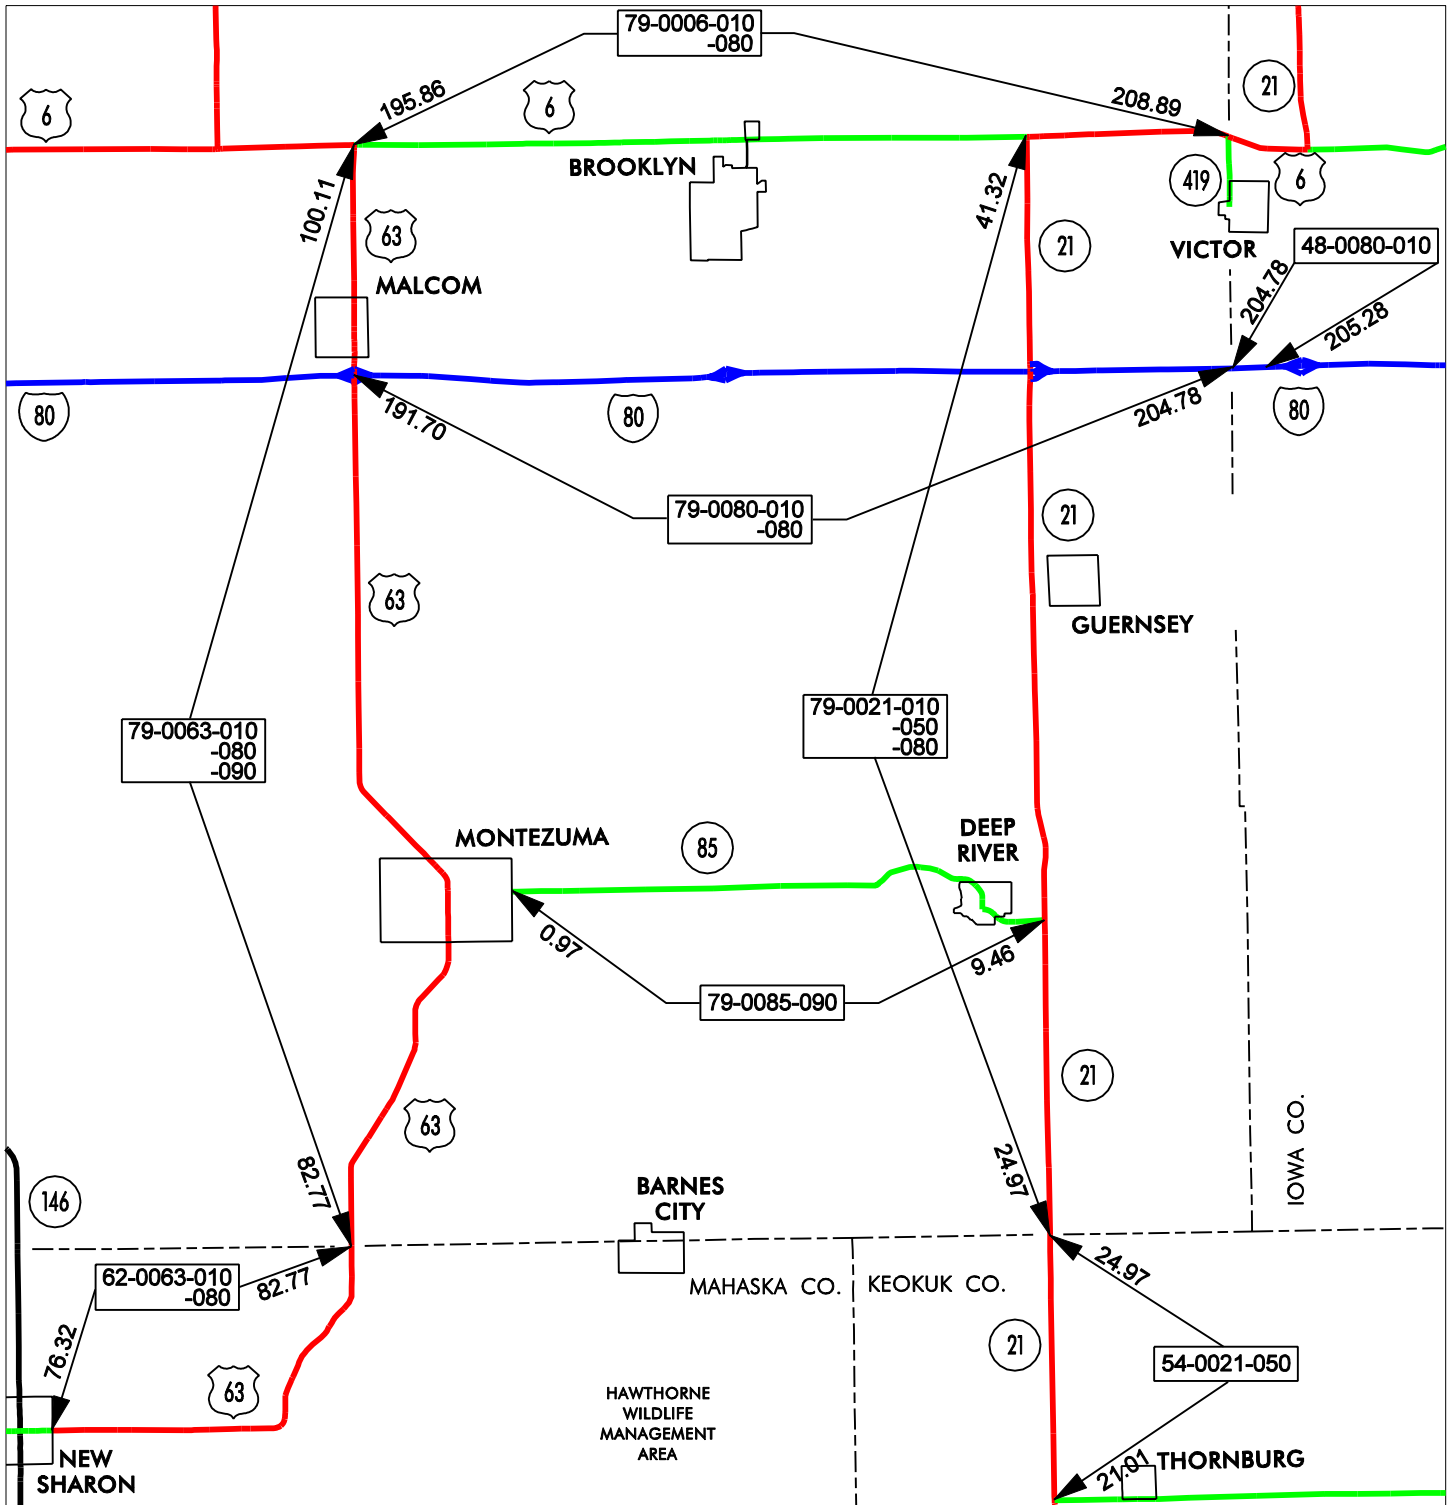 79-0006-010
-080
6
195.86
6
208.89
21
BROOKLYN
419
6
100.11
63
41.32
21
VICTOR
48-0080-010
MALCOM
204.78
205.28
80
191.70
80
204.78
80
79-0080-010
-080
21
63
GUERNSEY
79-0063-010
-080
-090
79-0021-010
-050
-080
MONTEZUMA
85
DEEP
RIVER
0.97
9.46
79-0085-090
21
63
IOWA CO.
82.77
24.97
146
BARNES
CITY
62-0063-010
-080
82.77
MAHASKA CO.
KEOKUK CO.
24.97
76.32
21
54-0021-050
63
HAWTHORNE
WILDLIFE
MANAGEMENT
AREA
NEW
SHARON
21.01
THORNBURG